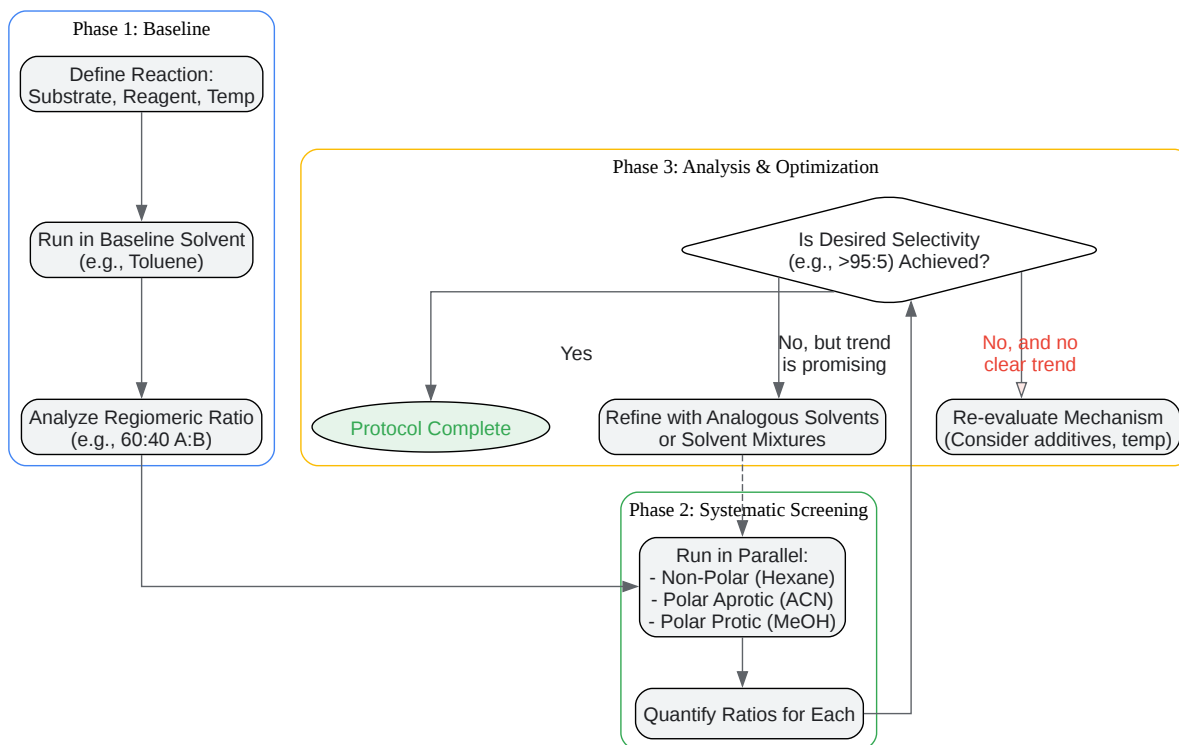 Phase 1: Baseline
Define Reaction:
Substrate, Reagent, Temp
Run in Baseline Solvent
(e.g., Toluene)
Analyze Regiomeric Ratio
(e.g., 60:40 A:B)
Phase 3: Analysis & Optimization
Is Desired Selectivity
(e.g., >95:5) Achieved?
Yes
No, but trend
is promising
No, and no
clear trend
Protocol Complete
Refine with Analogous Solvents
or Solvent Mixtures
Re-evaluate Mechanism
(Consider additives, temp)
Phase 2: Systematic Screening
Run in Parallel:
- Non-Polar (Hexane)
- Polar Aprotic (ACN)
- Polar Protic (MeOH)
Quantify Ratios for Each